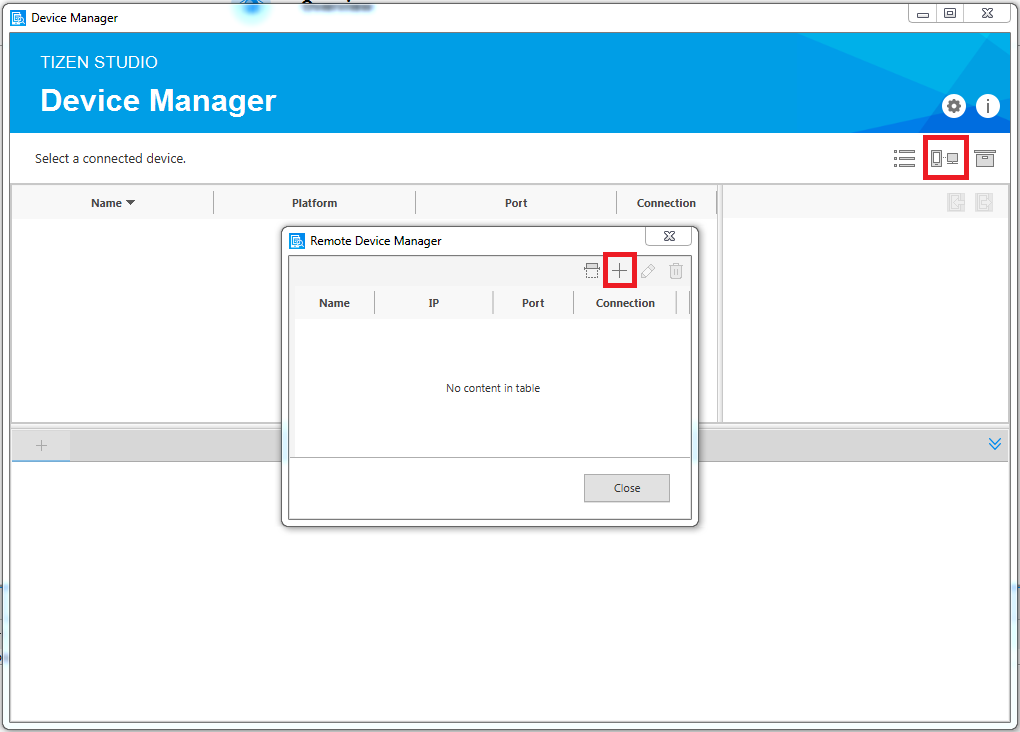 Device Manager
TIZEN STUDIO
Device Manager
Select a connected device.
Name Platform Port Connection
Remote Device Manager
Name IP Port Connection
No content in table
Close